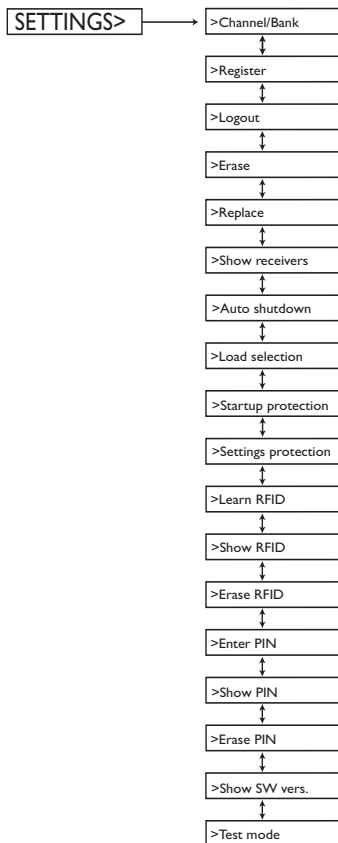 SETTINGS>
>Channel/Bank
>Register
>Logout
>Erase
>Replace
>Show receivers
>Auto shutdown
>Load selection
>Startup protection
>Settings protection
>Learn RFID
>Show RFID
>Erase RFID
>Enter PIN
>Show PIN
>Erase PIN
>Show SW vers.
>Test mode